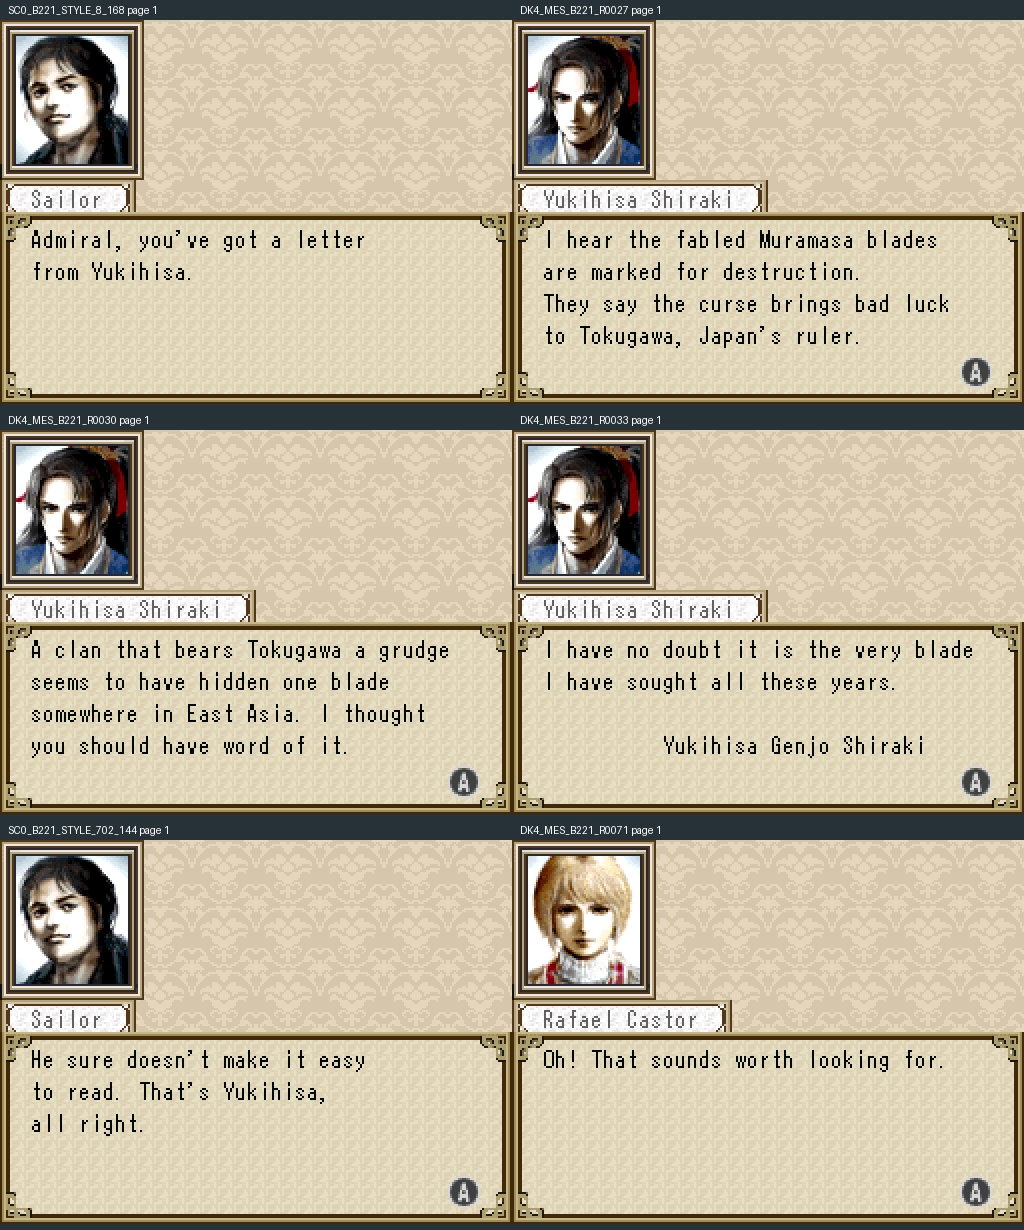 SC0_B221_STYLE_8_168 page 1
Sailor
Admiral, you've got a letter
from Yukihisa.
DK4_MES_B221_R0027 page 1
Yukihisa Shiraki
I hear the fabled Muramasa blades
are marked for destruction.
They say the curse brings bad luck
to Tokugawa, Japan's ruler.
A
DK4_MES_B221_R0030 page 1
Yukihisa Shiraki
A clan that bears Tokugawa a grudge
seems to have hidden one blade
somewhere in East Asia. I thought
you should have word of it.
A
DK4_MES_B221_R0033 page 1
Yukihisa Shiraki
I have no doubt it is the very blade
I have sought all these years.
Yukihisa Genjo Shiraki
A
SC0_B221_STYLE_702_144 page 1
Sailor
He sure doesn't make it easy
to read. That's Yukihisa,
all right.
A
DK4_MES_B221_R0071 page 1
Rafael Castor
Oh! That sounds worth looking for.
A